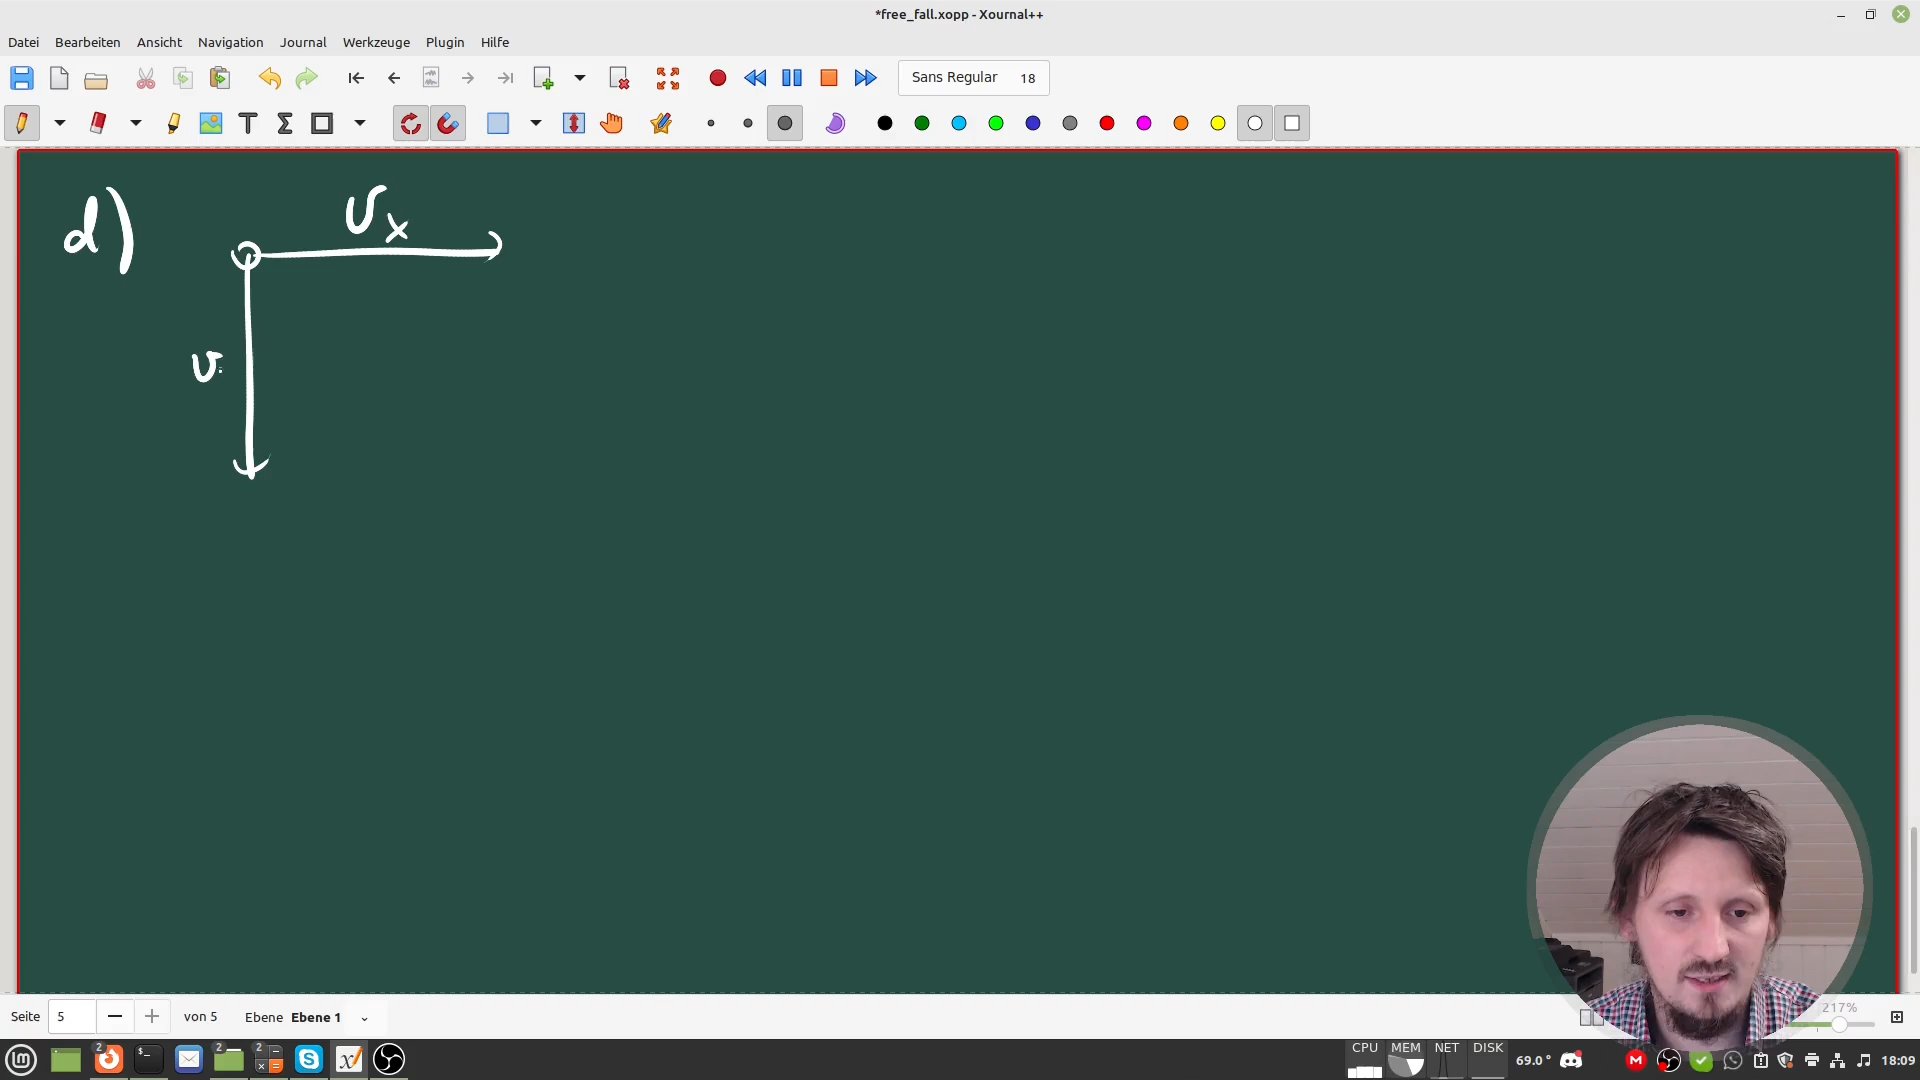 *free_fall.xopp - Xournal++
Datei Bearbeiten Ansicht Navigation Journal Werkzeuge Plugin Hilfe
Sans Regular 18
d)
v_x
v
Seite 5 von 5 Ebene Ebene 1
217%
CPU MEM NET DISK
69.0 °
18:09